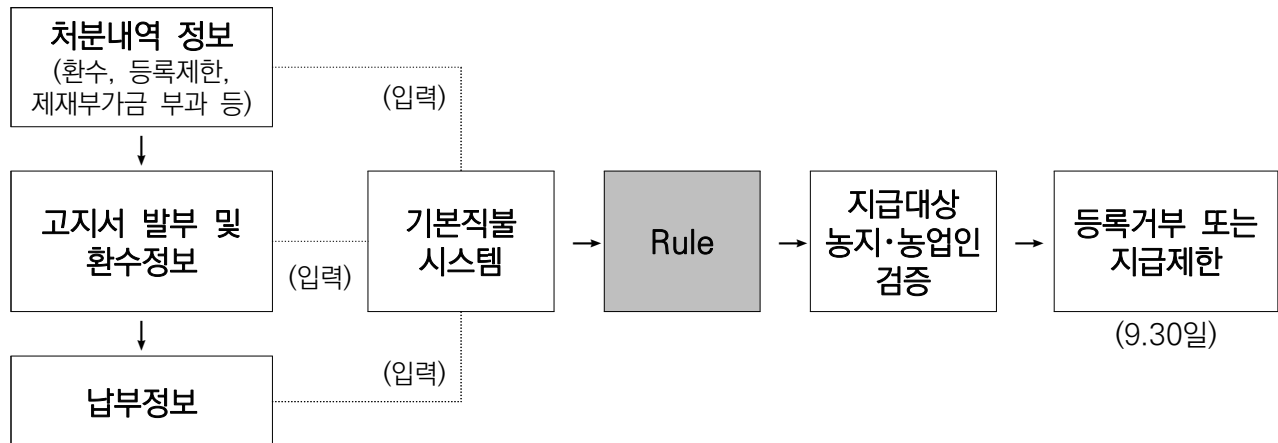 처분내역 정보
(환수, 등록제한,
제재부가금 부과 등)
(입력)
고지서 발부 및
환수정보
(입력)
기본직불
시스템
Rule
지급대상
농지·농업인
검증
등록거부 또는
지급제한
(9.30일)
납부정보
(입력)